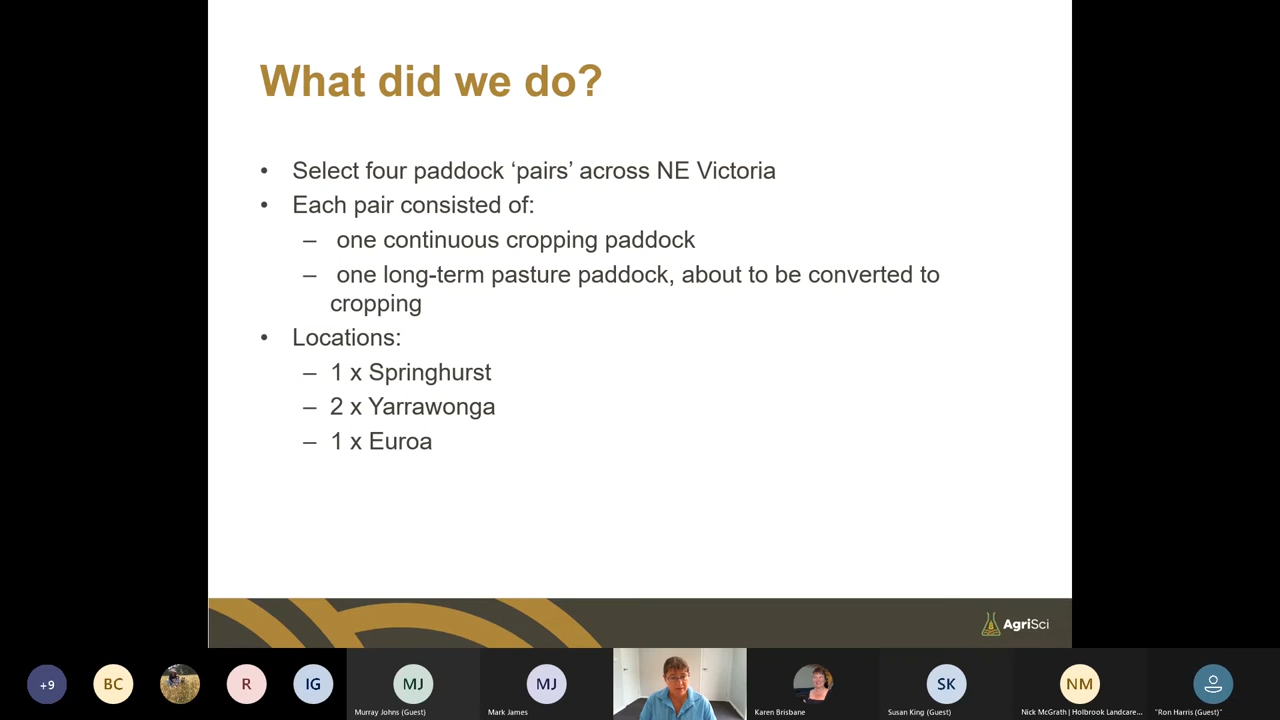 What did we do?
• Select four paddock ‘pairs’ across NE Victoria
• Each pair consisted of:
– one continuous cropping paddock
– one long-term pasture paddock, about to be converted to
cropping
• Locations:
– 1 x Springhurst
– 2 x Yarrawonga
– 1 x Euroa
AgriSci
+9
BC
R
IG
MJ
MJ
SK
NM
Murray Johns (Guest)
Mark James
Karen Brisbane
Susan King (Guest)
Nick McGrath | Holbrook Landcare...
"Ron Harris (Guest)"